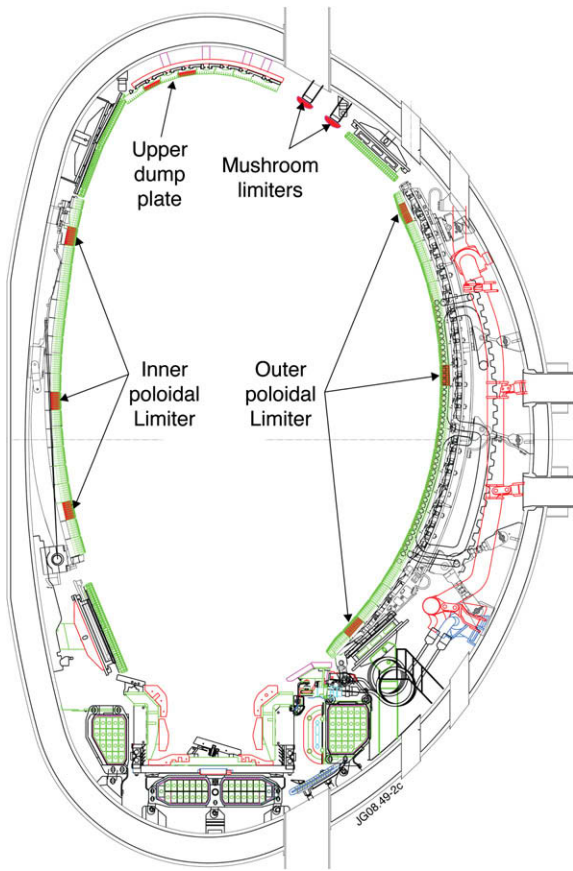 Upper
dump
plate
Mushroom
limiters
Inner
poloidal
Limiter
Outer
poloidal
Limiter
JG08.49-2c